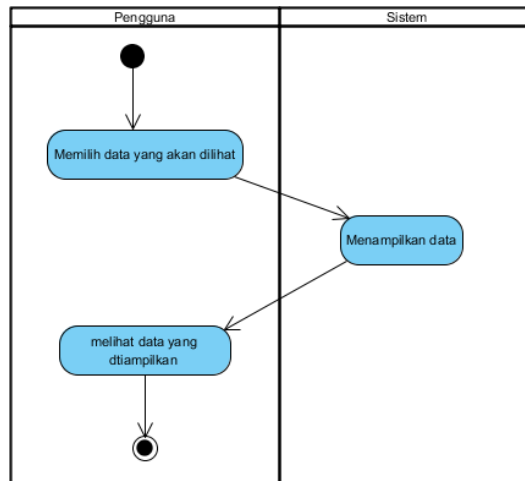 Pengguna
Sistem
Memilih data yang akan dilihat
Menampilkan data
melihat data yang
dtiampilkan